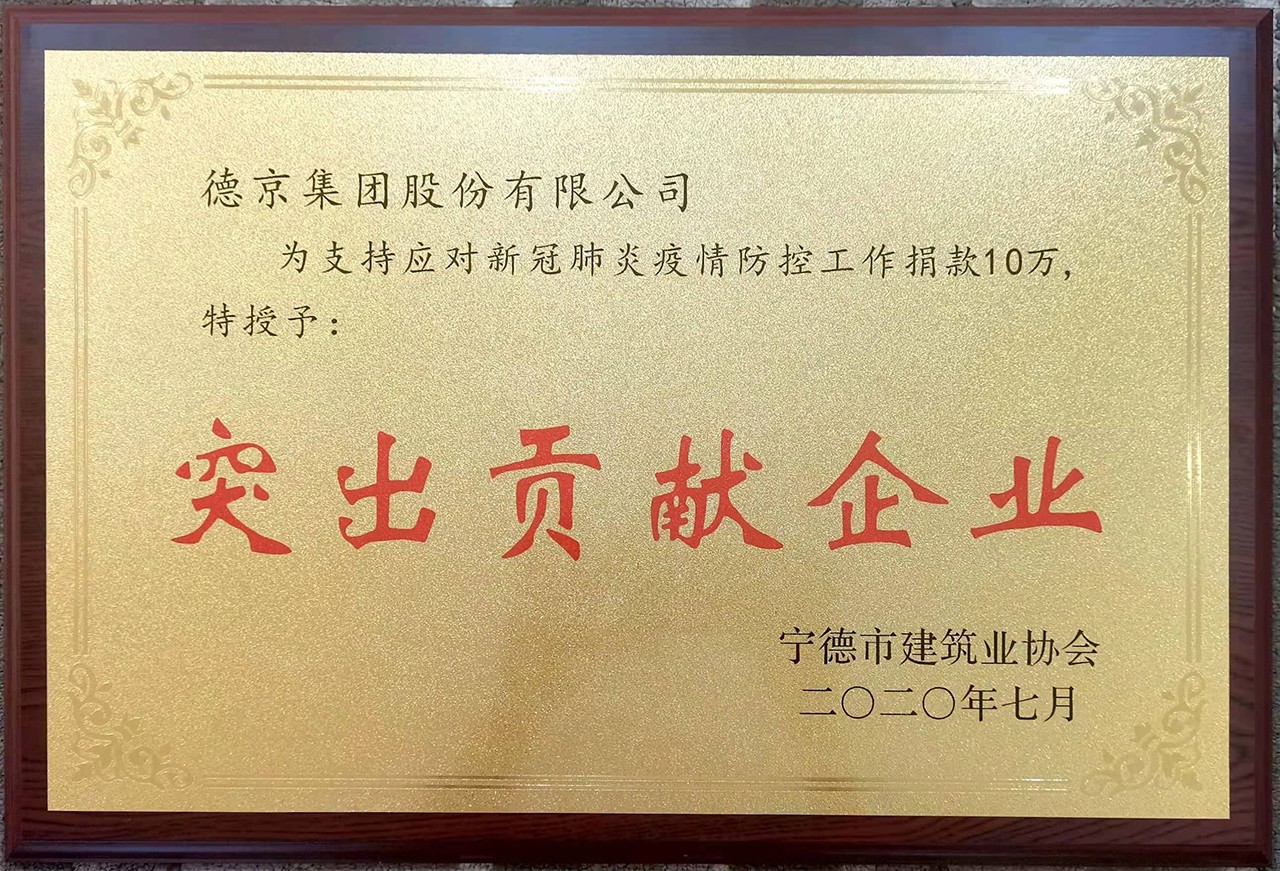 德京集团股份有限公司
为支持应对新冠肺炎疫情防控工作捐款10万,
特授予:
突出贡献企业
宁德市建筑业协会
二〇二〇年七月